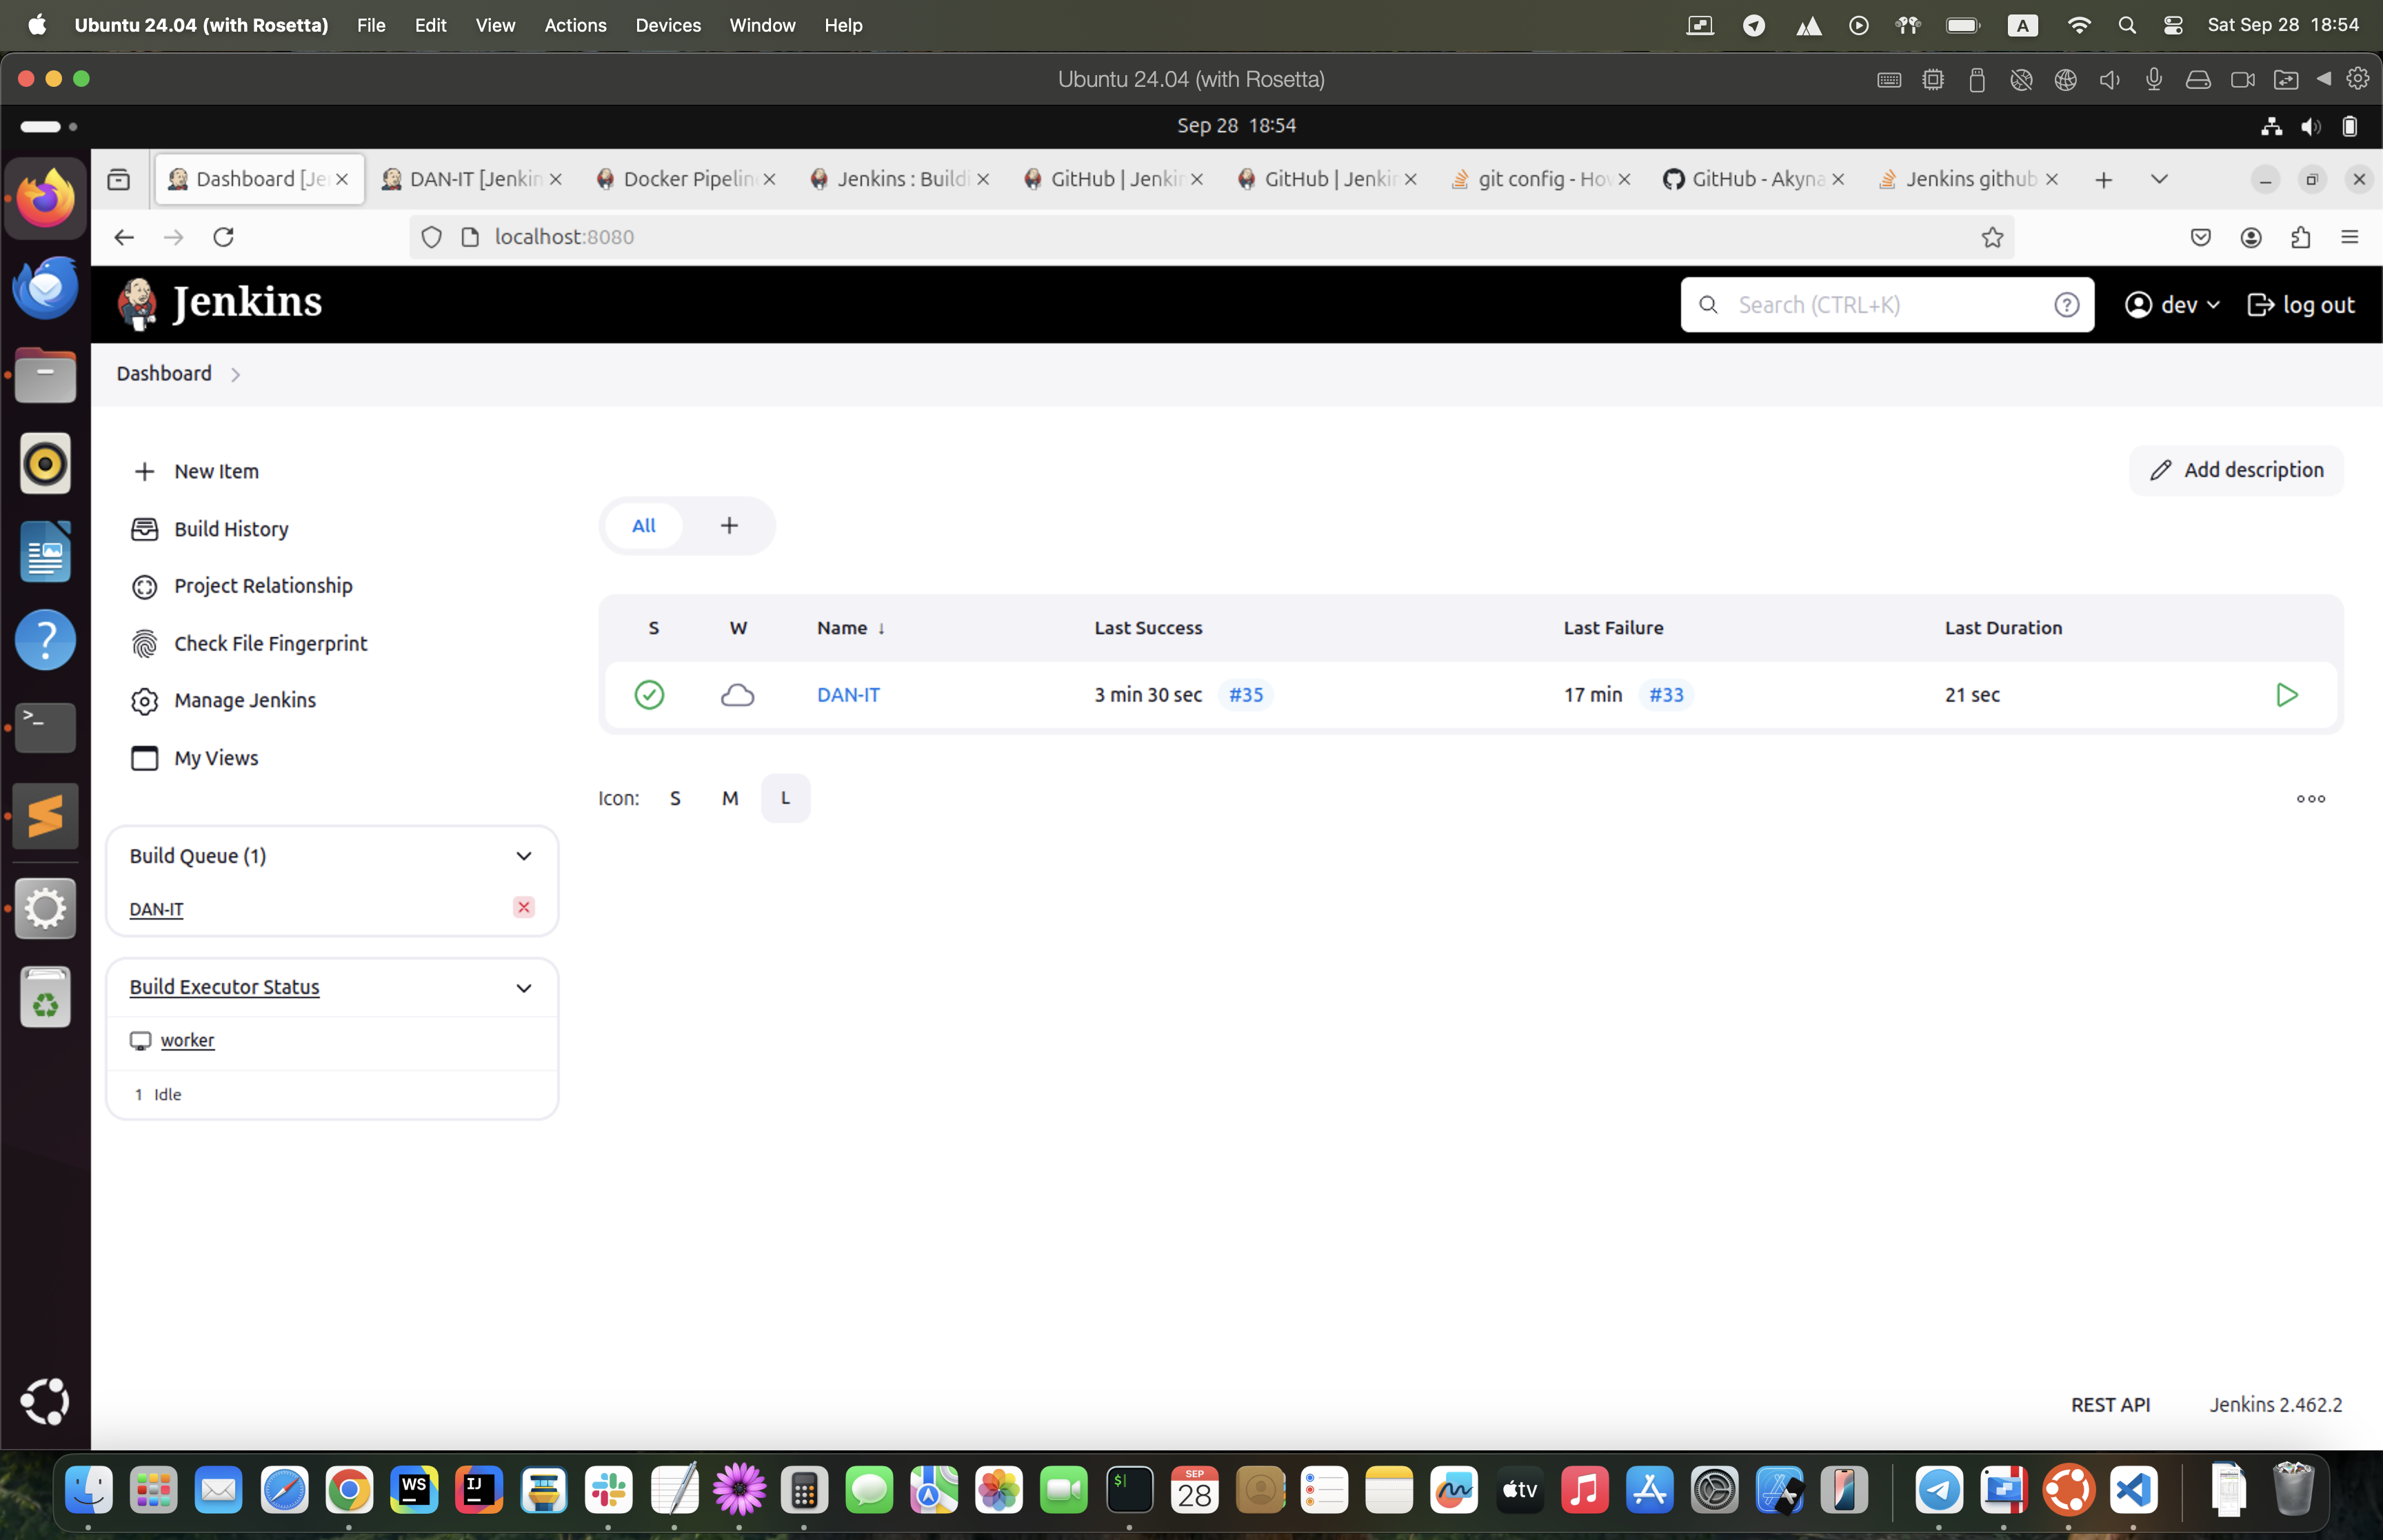 Ubuntu 24.04 (with Rosetta) File Edit View Actions Devices Window Help A Sat Sep 28 18:54
Ubuntu 24.04 (with Rosetta)
Sep 28 18:54
Dashboard [Je DAN-IT [Jenkin Docker Pipelin Jenkins : Buildi GitHub | Jenkin GitHub | Jenkin git config - Hov GitHub - Akyna Jenkins github
localhost:8080
Jenkins
Search (CTRL+K)
dev
log out
Dashboard
New Item
Build History
Project Relationship
Check File Fingerprint
Manage Jenkins
My Views
Add description
All +
S W Name ↓ Last Success Last Failure Last Duration
DAN-IT 3 min 30 sec #35 17 min #33 21 sec
Icon: S M L
Build Queue (1)
DAN-IT
Build Executor Status
worker
1 Idle
REST API Jenkins 2.462.2
WS IJ $ SEP 28 tv